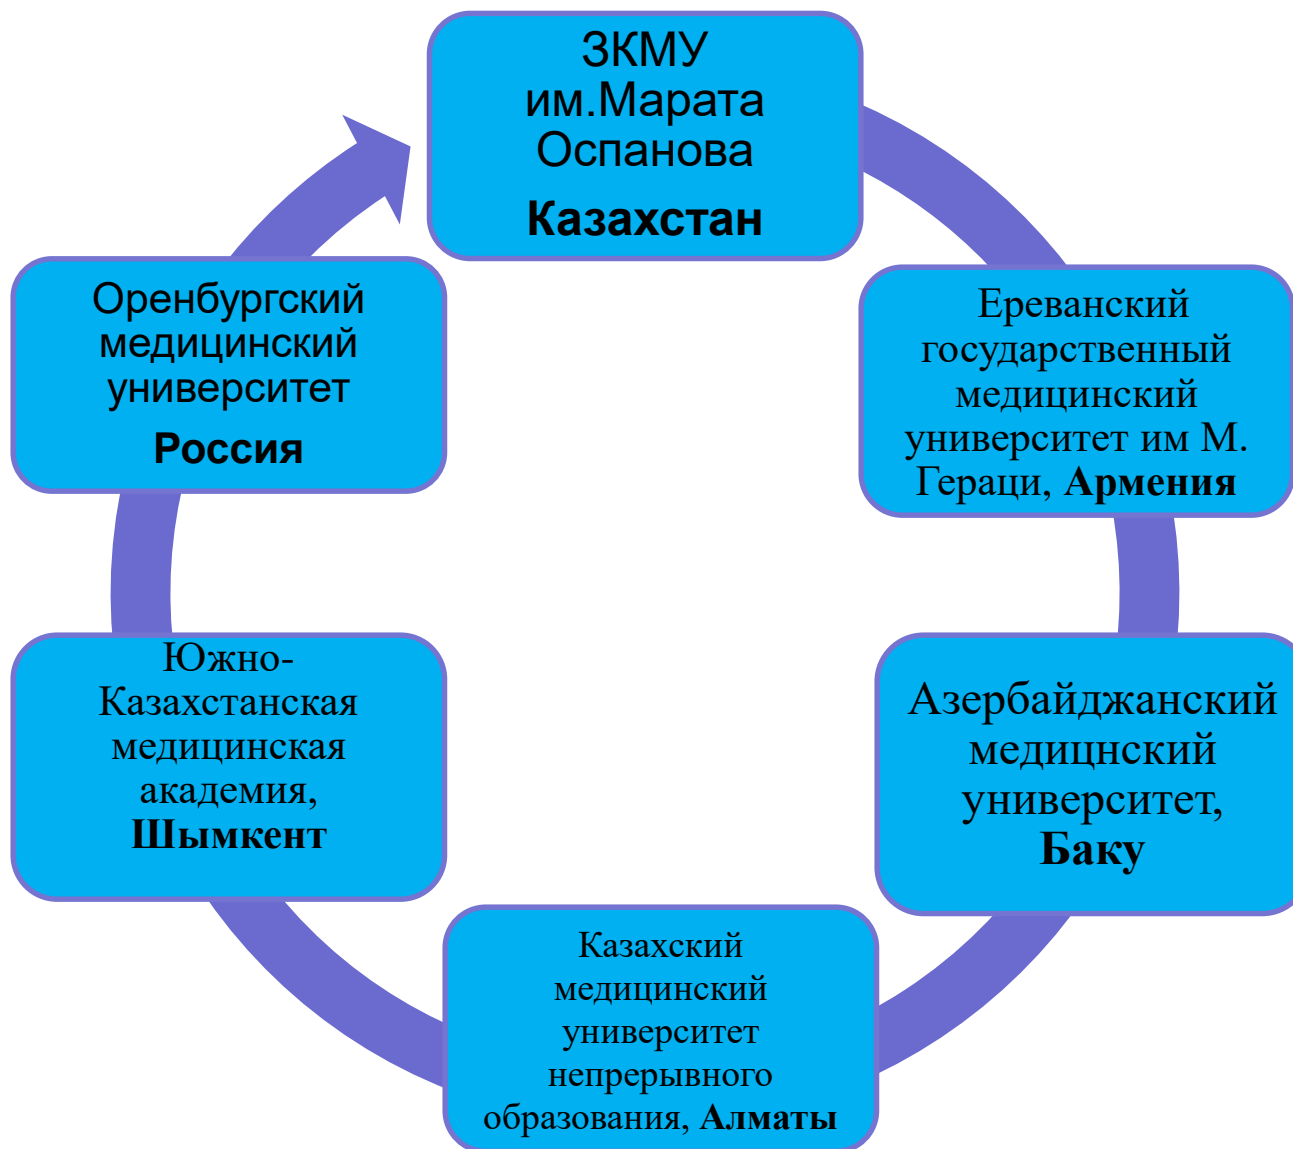 ЗКМУ
им.Марата
Оспанова
Казахстан
Ереванский
государственный
медицинский
университет им М.
Гераци, Армения
Азербайджанский
медицнский
университет,
Баку
Казахский
медицинский
университет
непрерывного
образования, Алматы
Южно-
Казахстанская
медицинская
академия,
Шымкент
Оренбургский
медицинский
университет
Россия